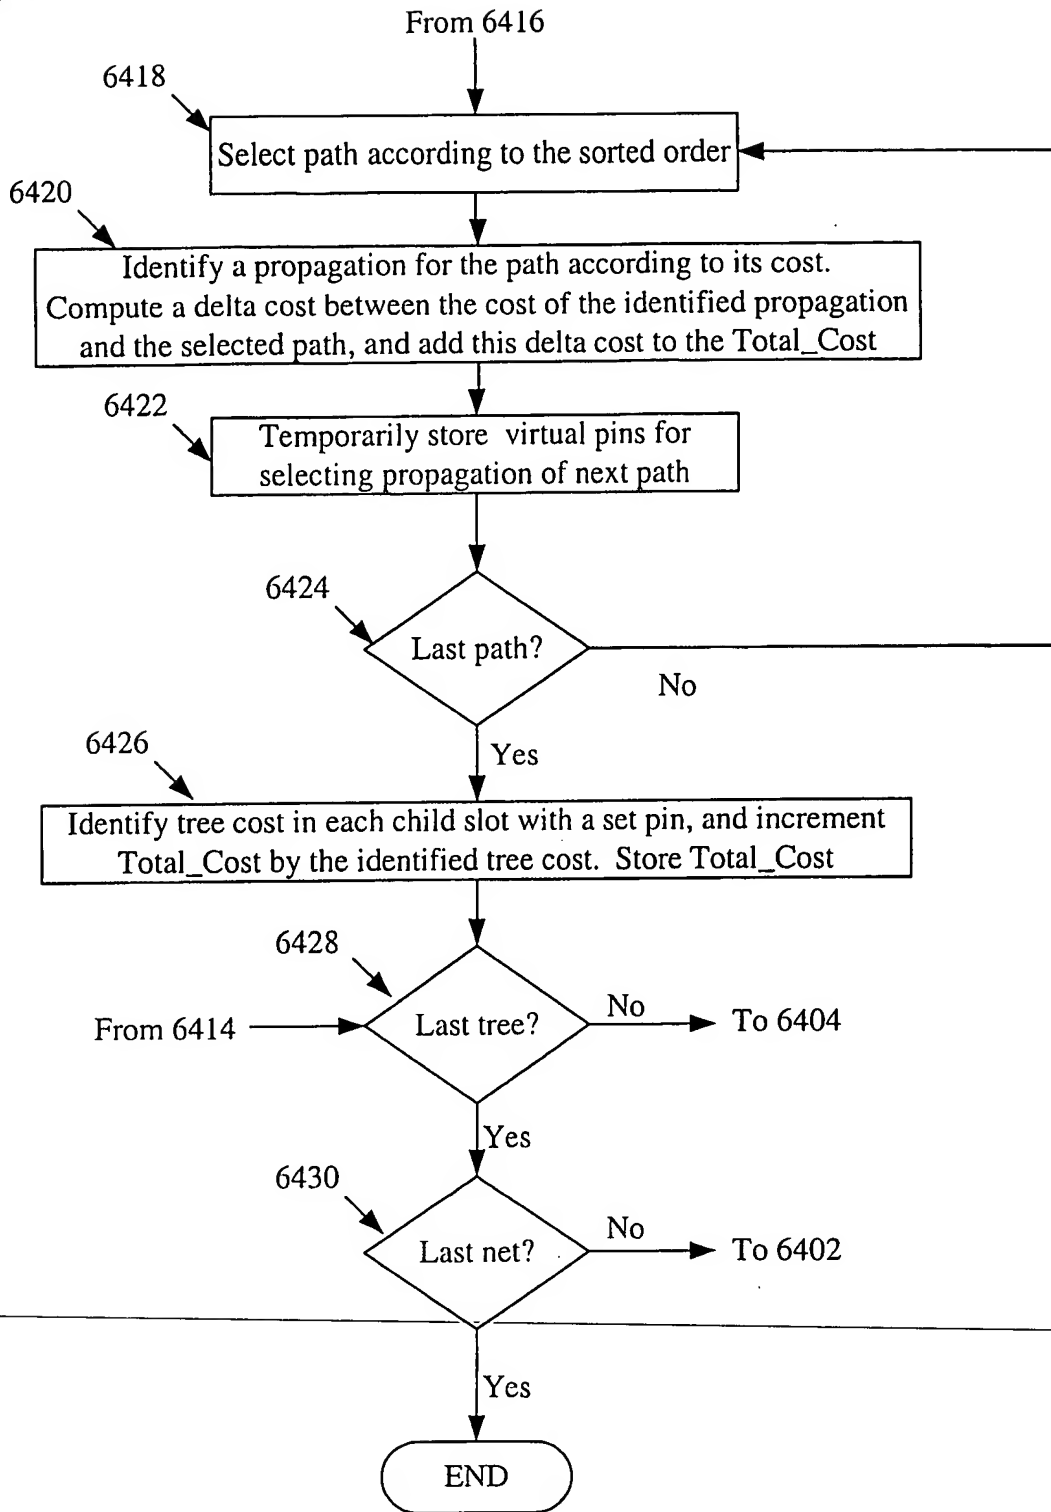 From 6416
6418
Select path according to the sorted order
6420
Identify a propagation for the path according to its cost.
Compute a delta cost between the cost of the identified propagation
and the selected path, and add this delta cost to the Total_Cost
6422
Temporarily store virtual pins for
selecting propagation of next path
6424
Last path?
No
Yes
6426
Identify tree cost in each child slot with a set pin, and increment
Total_Cost by the identified tree cost. Store Total_Cost
6428
From 6414
Last tree?
No
To 6404
Yes
6430
Last net?
No
To 6402
Yes
END